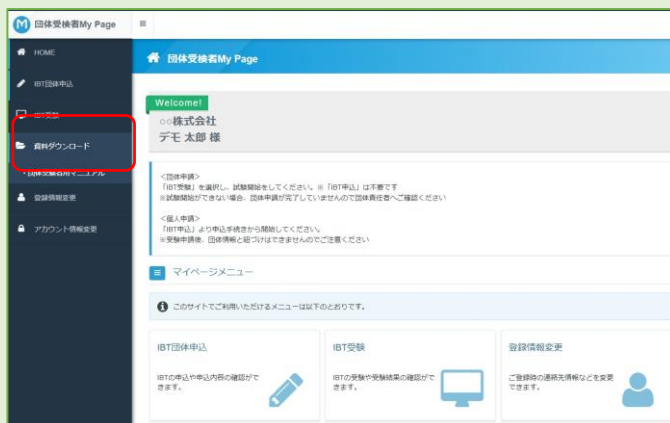 団体受検者My Page
HOME
IBT団体申込
IBT受験
資料ダウンロード
・団体受験者用マニュアル
登録情報変更
アカウント情報変更
団体受検者My Page
Welcome!
○○株式会社
デモ 太郎 様
<団体申請>
「IBT受験」を選択し、試験開始をしてください。※「IBT申込」は不要です
※試験開始ができない場合、団体申請が完了していませんので団体責任者へご確認ください
<個人申請>
「IBT申込」より申込手続きから開始してください。
※受験申請後、団体情報と紐づけはできませんのでご注意ください
マイページメニュー
このサイトでご利用いただけるメニューは以下のとおりです。
IBT団体申込
IBTの申込や申込内容の確認がで
きます。
IBT受験
IBTの受験や受験結果の確認がで
きます。
登録情報変更
ご登録時の連絡先情報などを変更
できます。